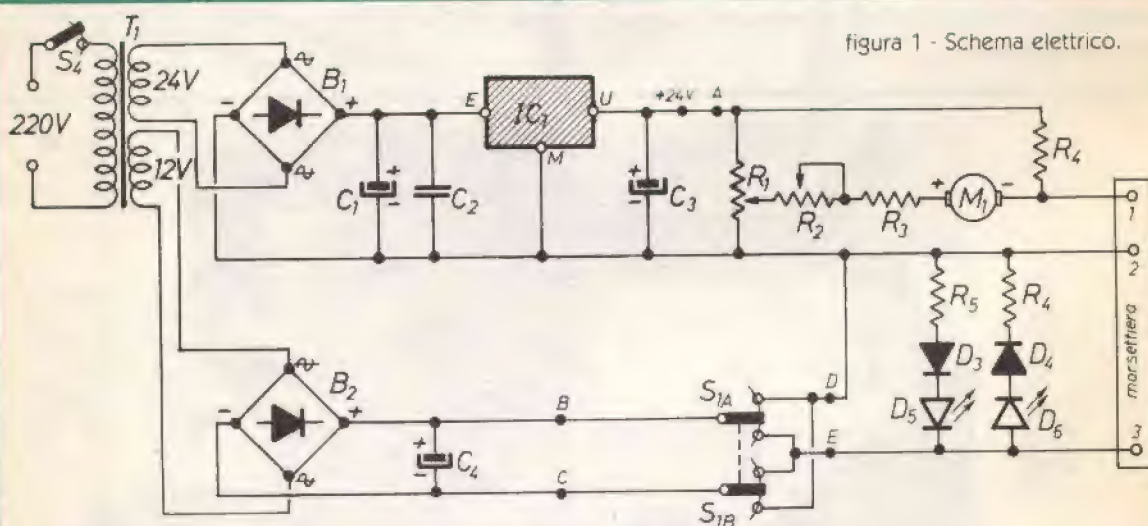 figura 1 - Schema elettrico.
T1
S4
24V
220V
12V
B1
E
IC1
U
M
+24V
A
C1
+
-
C2
C3
+
-
R1
R2
R3
+
M1
-
R4
1
2
3
morsettiera
R5
R4
D3
D4
D5
D6
B2
-
+
C4
+
-
B
C
S1A
S1B
D
E
-
+